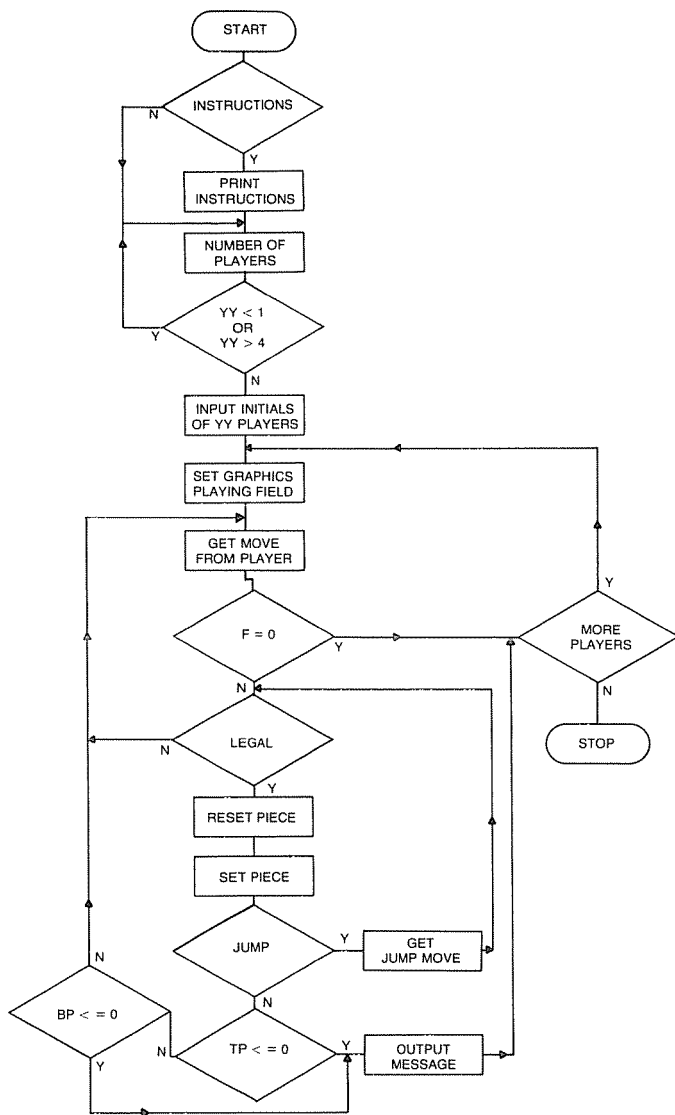 START
INSTRUCTIONS
N
Y
PRINT
INSTRUCTIONS
NUMBER OF
PLAYERS
YY < 1
OR
YY > 4
Y
N
INPUT INITIALS
OF YY PLAYERS
SET GRAPHICS
PLAYING FIELD
GET MOVE
FROM PLAYER
F = 0
Y
N
MORE
PLAYERS
Y
N
STOP
LEGAL
N
Y
RESET PIECE
SET PIECE
JUMP
Y
GET
JUMP MOVE
N
BP < = 0
N
Y
TP < = 0
N
Y
OUTPUT
MESSAGE